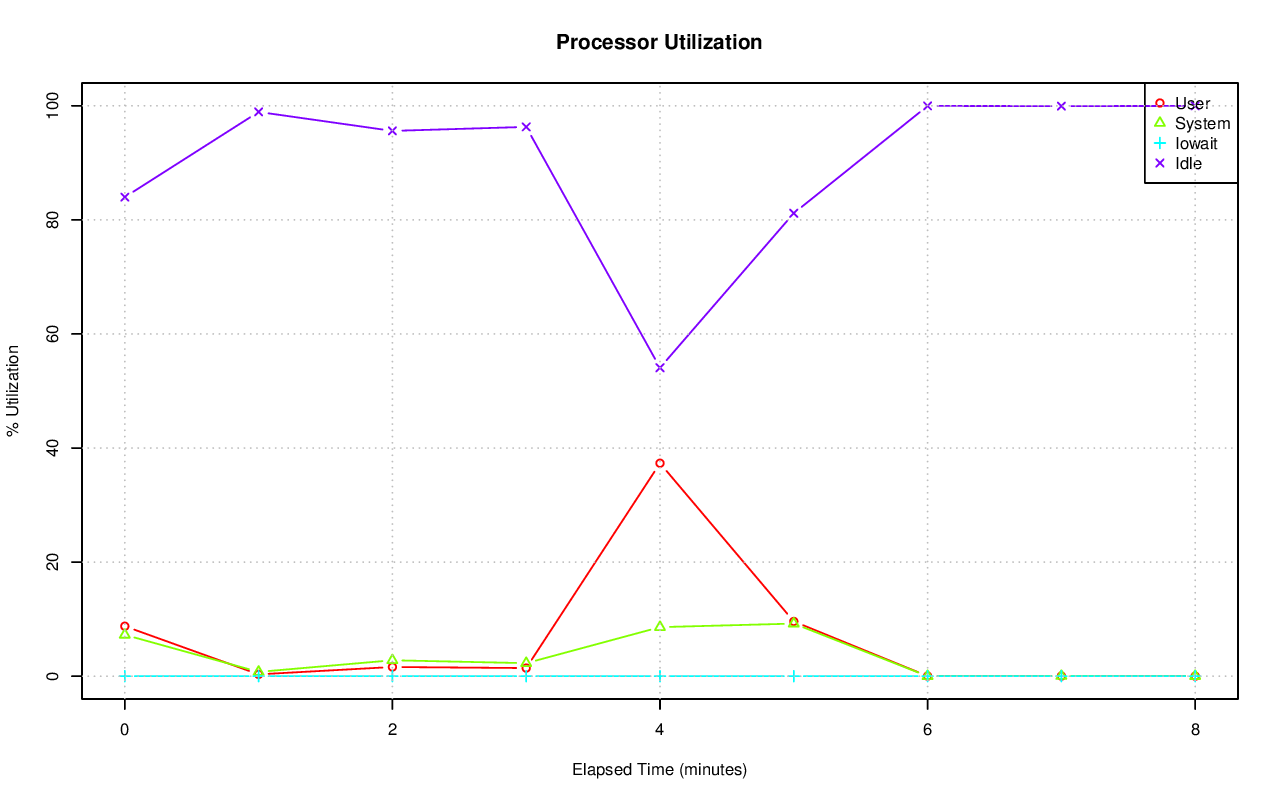 Processor Utilization
% Utilization
100
80
60
40
20
0
User
System
Iowait
Idle
0 2 4 6 8
Elapsed Time (minutes)